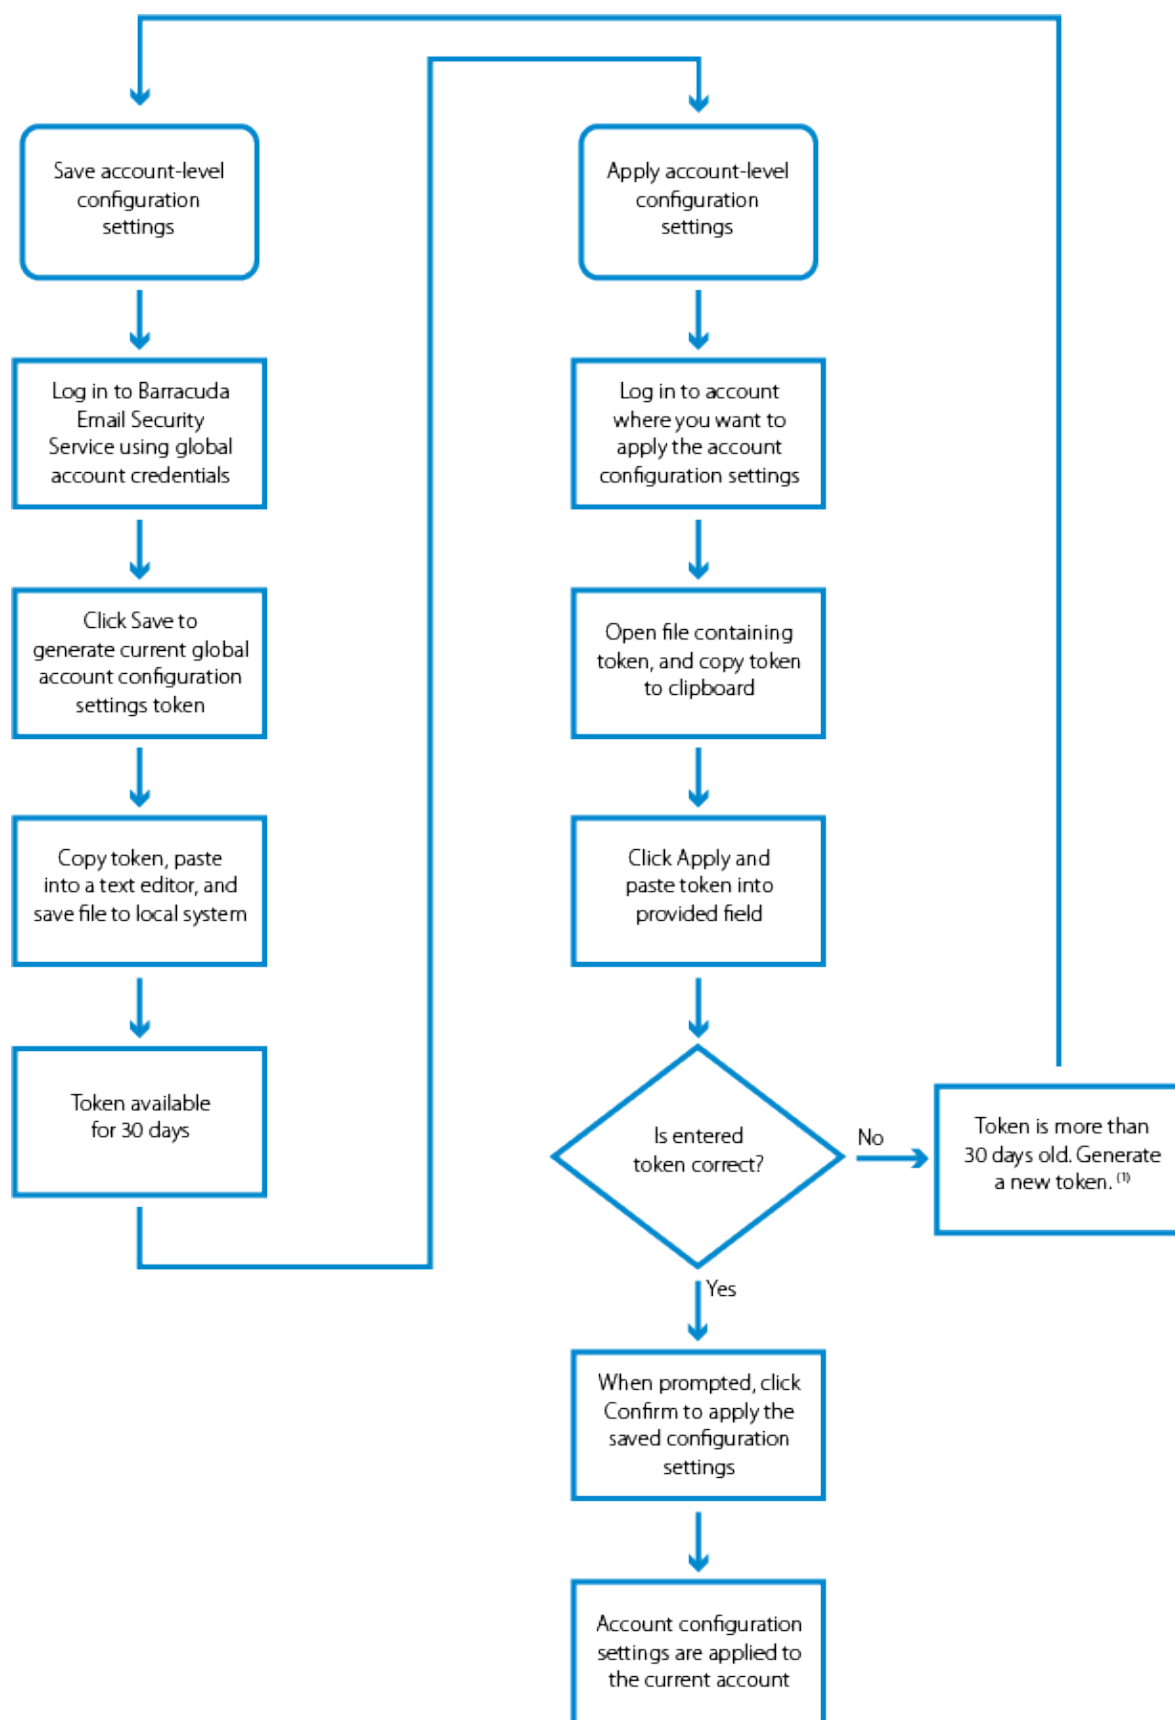 Save account-level
configuration
settings
Log in to Barracuda
Email Security
Service using global
account credentials
Click Save to
generate current global
account configuration
settings token
Copy token, paste
into a text editor, and
save file to local system
Token available
for 30 days
Apply account-level
configuration
settings
Log in to account
where you want to
apply the account
configuration settings
Open file containing
token, and copy token
to clipboard
Click Apply and
paste token into
provided field
Is entered
token correct?
No
Token is more than
30 days old. Generate
a new token. (1)
Yes
When prompted, click
Confirm to apply the
saved configuration
settings
Account configuration
settings are applied to
the current account